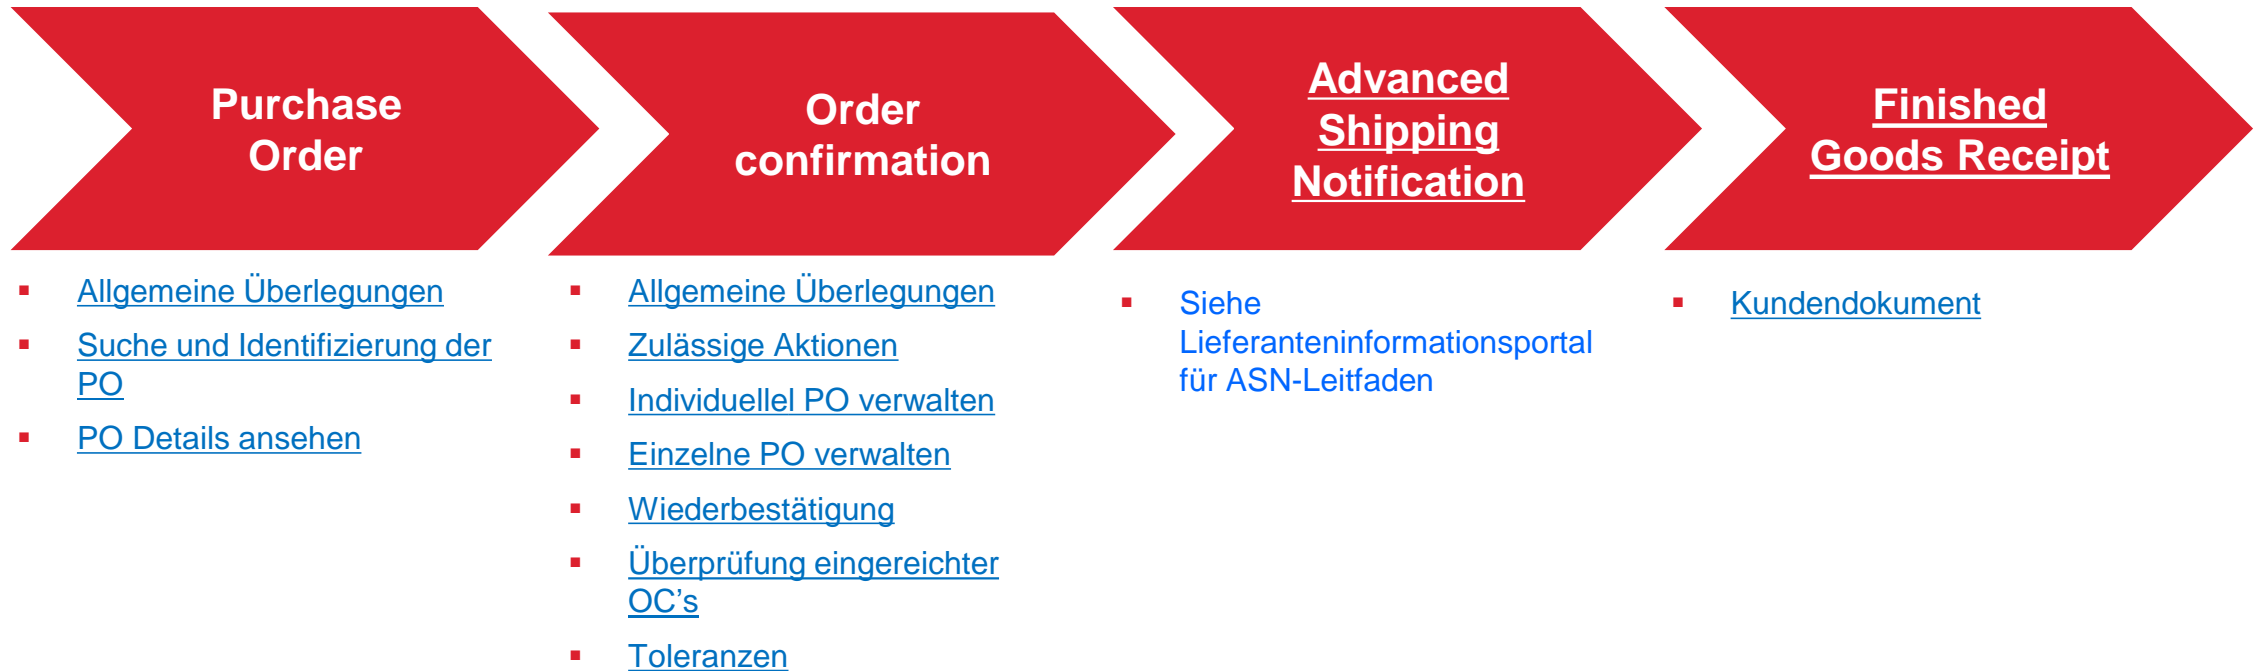 Purchase
Order
Order
confirmation
Advanced
Shipping
Notification
Finished
Goods Receipt
▪ Allgemeine Überlegungen
▪ Suche und Identifizierung der
PO
▪ PO Details ansehen
▪ Allgemeine Überlegungen
▪ Zulässige Aktionen
▪ Individuellel PO verwalten
▪ Einzelne PO verwalten
▪ Wiederbestätigung
▪ Überprüfung eingereichter
OC’s
▪ Toleranzen
▪ Siehe
Lieferanteninformationsportal
für ASN-Leitfaden
▪ Kundendokument